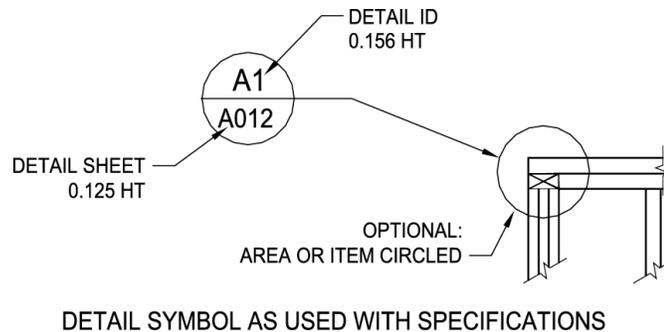 DETAIL ID
0.156 HT
A1
A012
DETAIL SHEET
0.125 HT
OPTIONAL:
AREA OR ITEM CIRCLED
DETAIL SYMBOL AS USED WITH SPECIFICATIONS